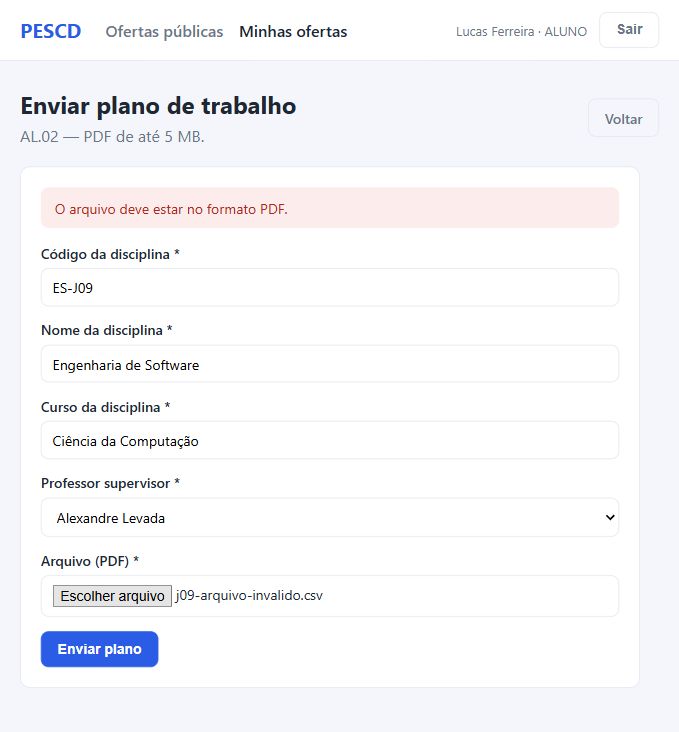 PESCD Ofertas públicas Minhas ofertas Lucas Ferreira · ALUNO Sair
Enviar plano de trabalho
Voltar
AL.02 — PDF de até 5 MB.
O arquivo deve estar no formato PDF.
Código da disciplina *
ES-J09
Nome da disciplina *
Engenharia de Software
Curso da disciplina *
Ciência da Computação
Professor supervisor *
Alexandre Levada
Arquivo (PDF) *
Escolher arquivo j09-arquivo-invalido.csv
Enviar plano